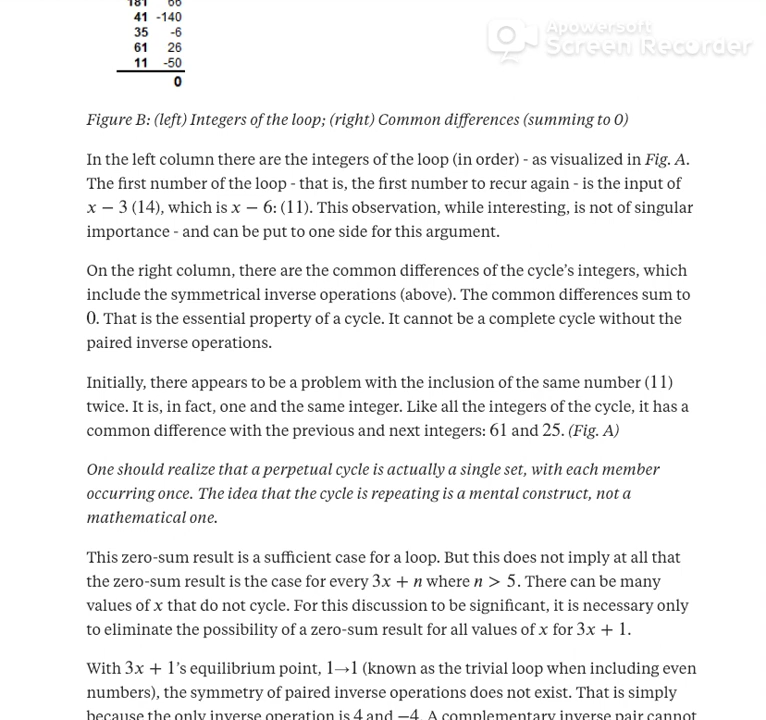 181 66
Apowersoft
41 -140
Screen Recorder
35 -6
61 26
11 -50
0
Figure B: (left) Integers of the loop; (right) Common differences (summing to 0)
In the left column there are the integers of the loop (in order) - as visualized in Fig. A.
The first number of the loop - that is, the first number to recur again - is the input of
x − 3 (14), which is x − 6: (11). This observation, while interesting, is not of singular
importance - and can be put to one side for this argument.
On the right column, there are the common differences of the cycle's integers, which
include the symmetrical inverse operations (above). The common differences sum to
0. That is the essential property of a cycle. It cannot be a complete cycle without the
paired inverse operations.
Initially, there appears to be a problem with the inclusion of the same number (11)
twice. It is, in fact, one and the same integer. Like all the integers of the cycle, it has a
common difference with the previous and next integers: 61 and 25. (Fig. A)
One should realize that a perpetual cycle is actually a single set, with each member
occurring once. The idea that the cycle is repeating is a mental construct, not a
mathematical one.
This zero-sum result is a sufficient case for a loop. But this does not imply at all that
the zero-sum result is the case for every 3x + n where n > 5. There can be many
values of x that do not cycle. For this discussion to be significant, it is necessary only
to eliminate the possibility of a zero-sum result for all values of x for 3x + 1.
With 3x + 1's equilibrium point, 1→1 (known as the trivial loop when including even
numbers), the symmetry of paired inverse operations does not exist. That is simply
because the only inverse operation is 4 and −4. A complementary inverse pair cannot